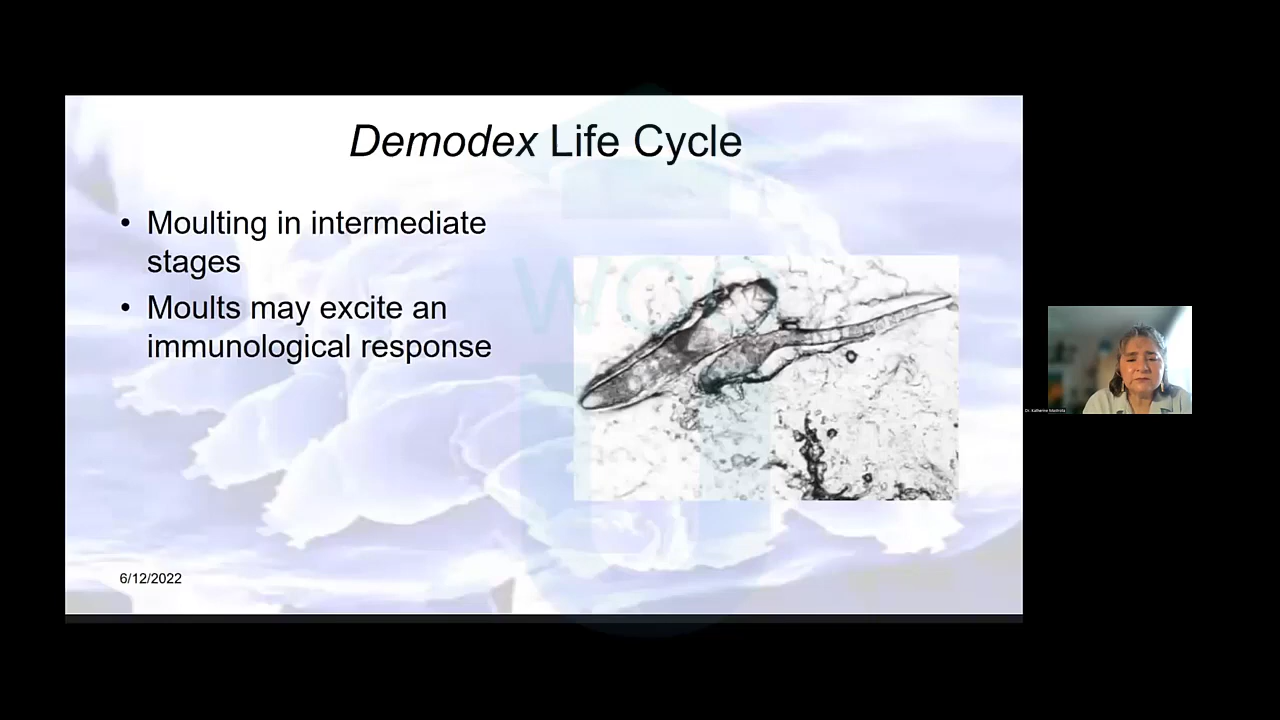 Demodex Life Cycle
• Moulting in intermediate
stages
• Moults may excite an
immunological response
6/12/2022